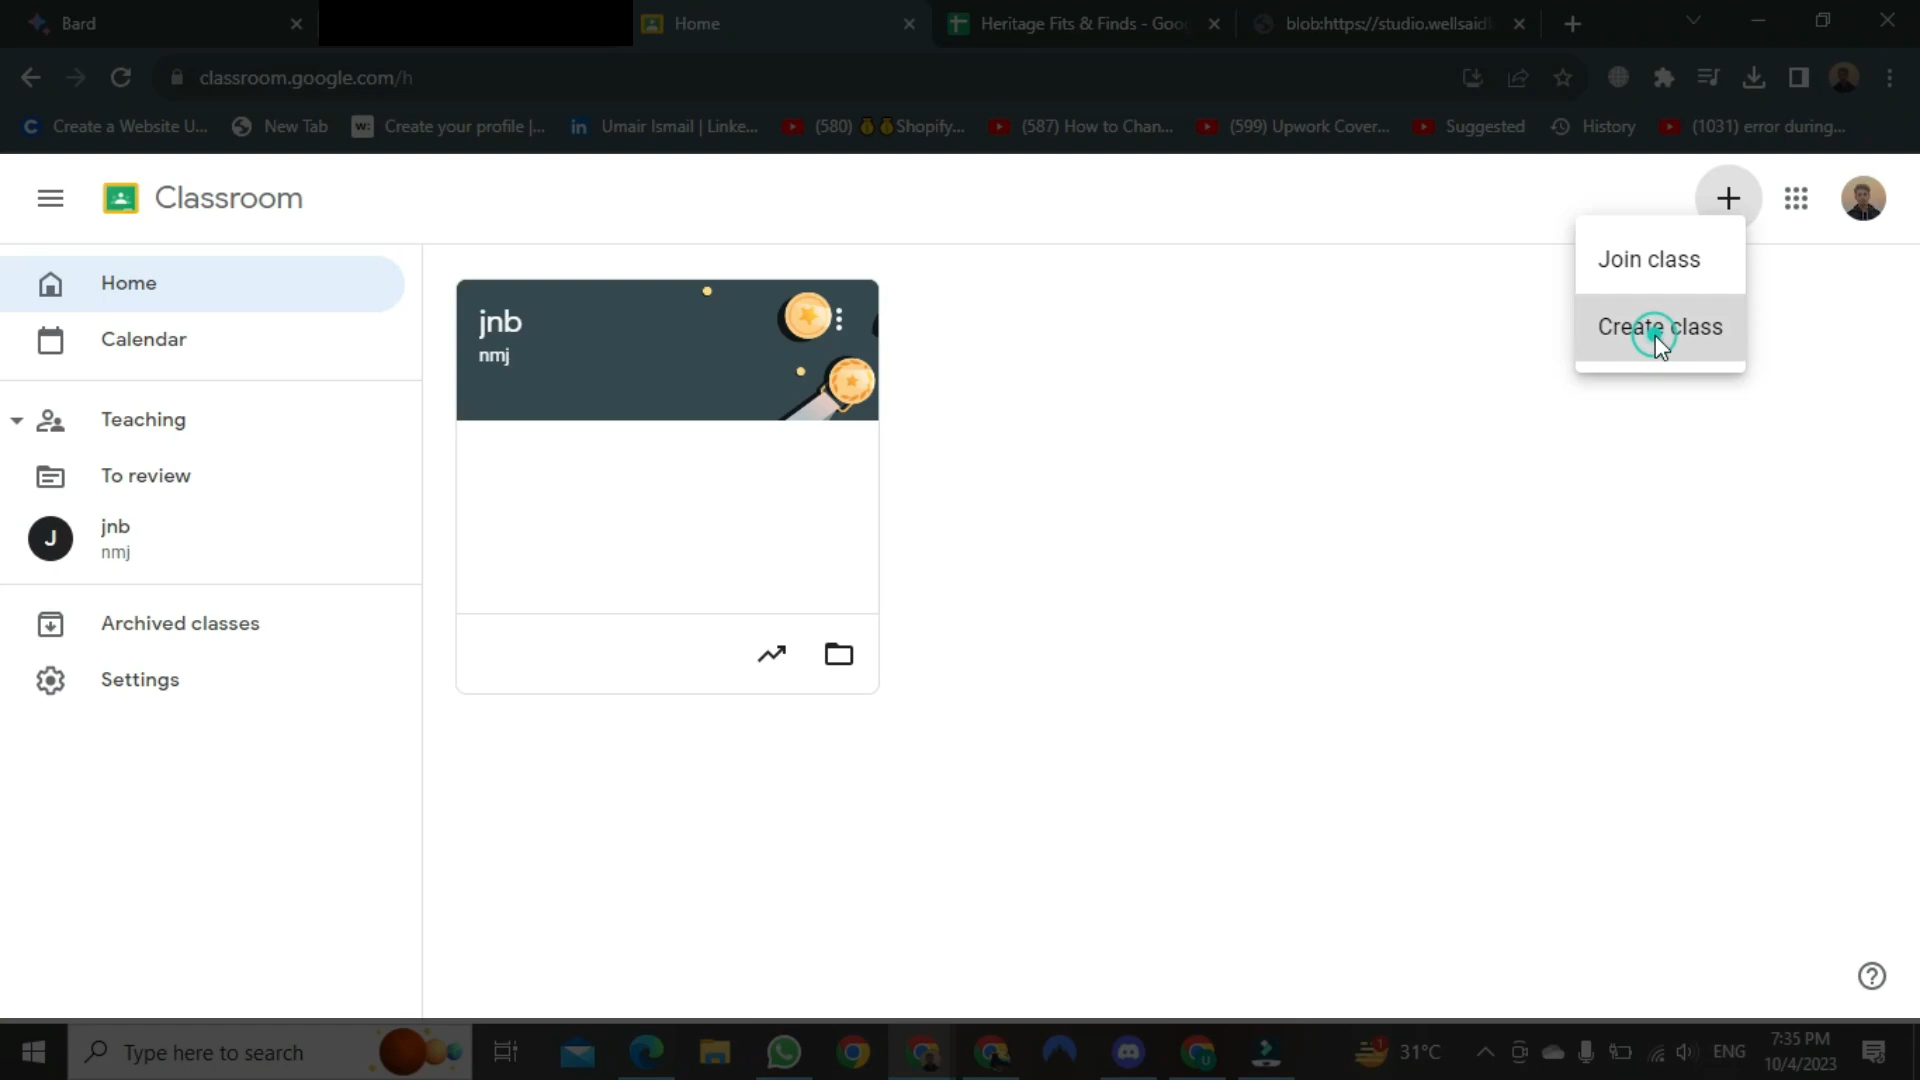 Bard
Home
Heritage Fits & Finds - Goo
blob:https://studio.wellsaidl
classroom.google.com/h
Create a Website U...
New Tab
Create your profile |...
Umair Ismail | Linke...
(580) 💰💰Shopify...
(587) How to Chan...
(599) Upwork Cover...
Suggested
History
(1031) error during...
Classroom
Join class
Create class
Home
Calendar
Teaching
To review
J
jnb
nmj
Archived classes
Settings
jnb
nmj
Type here to search
31°C
ENG
7:35 PM
10/4/2023